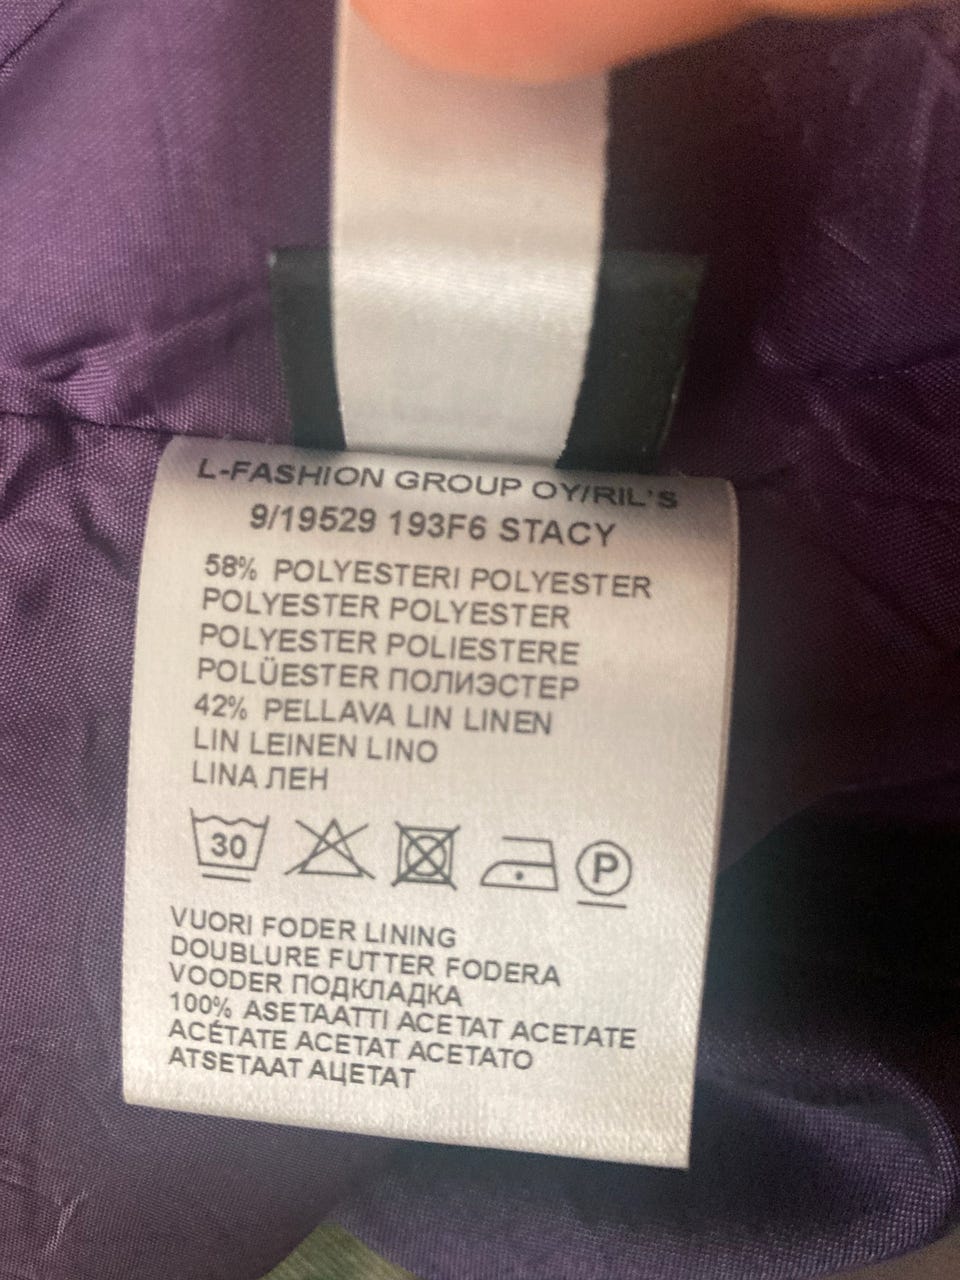 L-FASHION GROUP OY/RIL'S
9/19529 193F6 STACY
58% POLYESTERI POLYESTER
POLYESTER POLYESTER
POLYESTER POLIESTERE
POLÜESTER ПОЛИЭСТЕР
42% PELLAVA LIN LINEN
LIN LEINEN LINO
LINA ЛЕН
30 P
VUORI FODER LINING
DOUBLURE FUTTER FODERA
VOODER ПОДКЛАДКА
100% ASETAATTI ACETAT ACETATE
ACÉTATE ACETAT ACETATO
ATSETAAT АЦЕТАТ